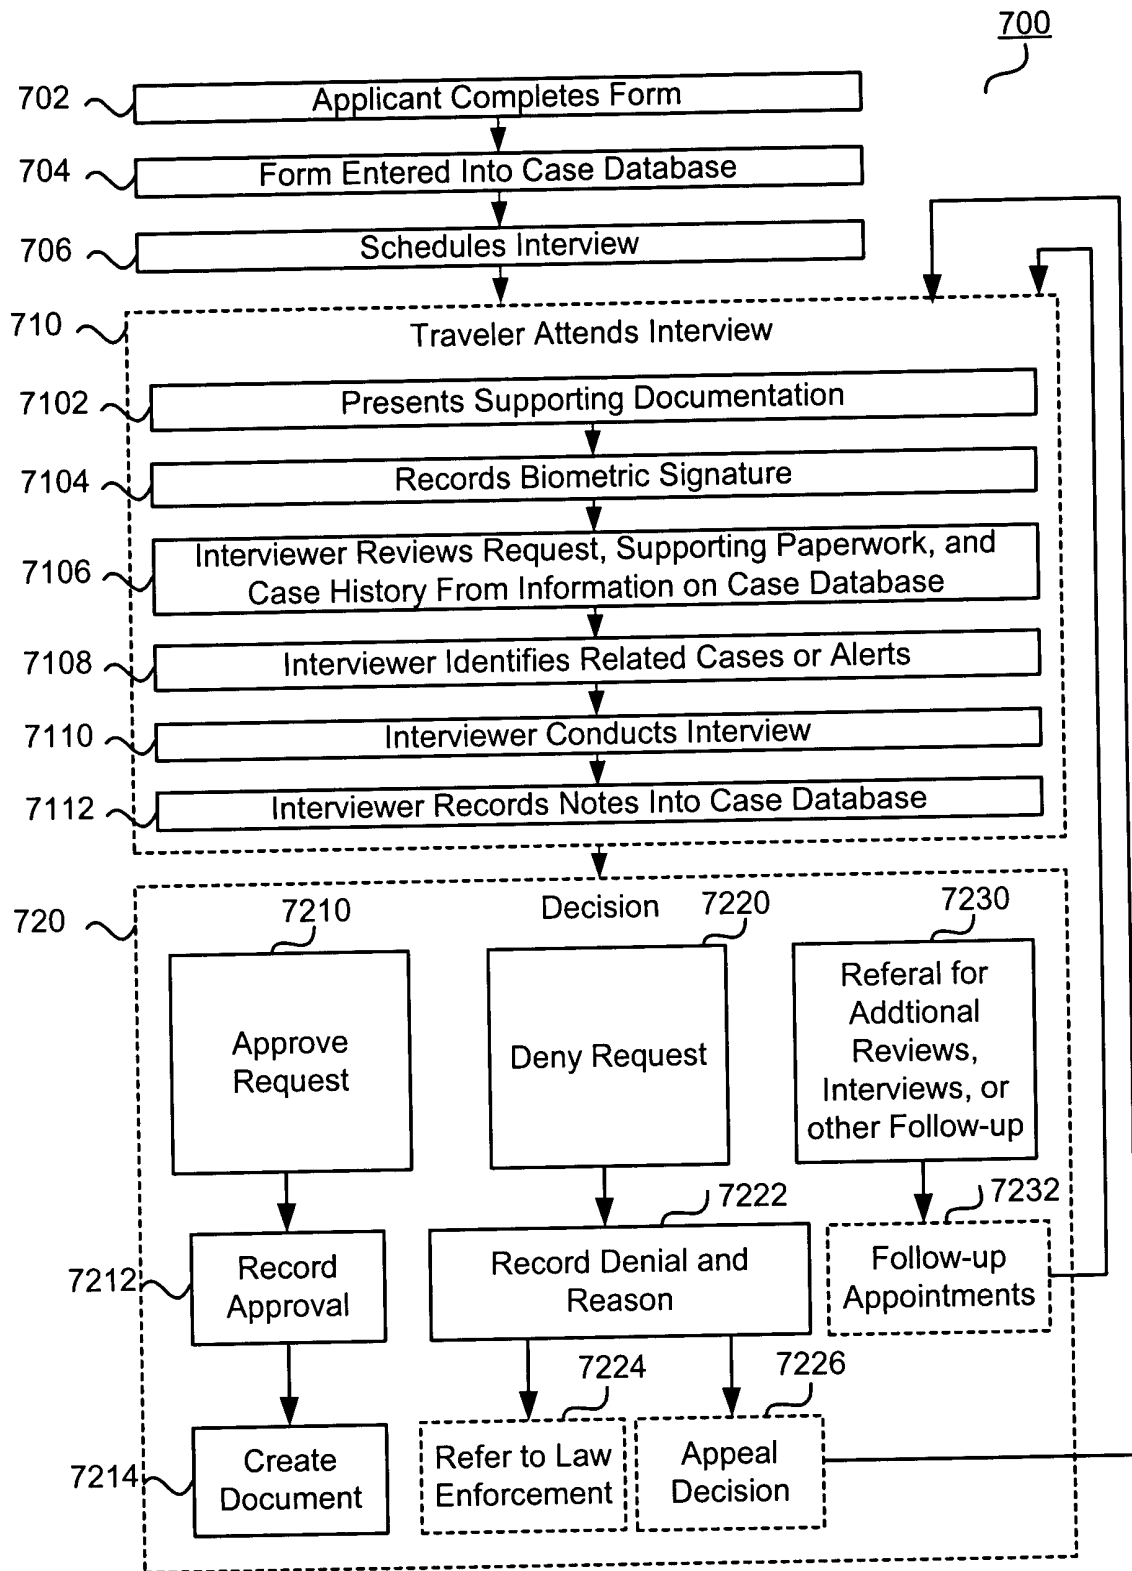 700
702
Applicant Completes Form
704
Form Entered Into Case Database
706
Schedules Interview
710
Traveler Attends Interview
7102
Presents Supporting Documentation
7104
Records Biometric Signature
7106
Interviewer Reviews Request, Supporting Paperwork, and
Case History From Information on Case Database
7108
Interviewer Identifies Related Cases or Alerts
7110
Interviewer Conducts Interview
7112
Interviewer Records Notes Into Case Database
720
Decision
7210
Approve
Request
7220
Deny Request
7230
Referal for
Addtional
Reviews,
Interviews, or
other Follow-up
7212
Record
Approval
7222
Record Denial and
Reason
7232
Follow-up
Appointments
7214
Create
Document
7224
Refer to Law
Enforcement
7226
Appeal
Decision